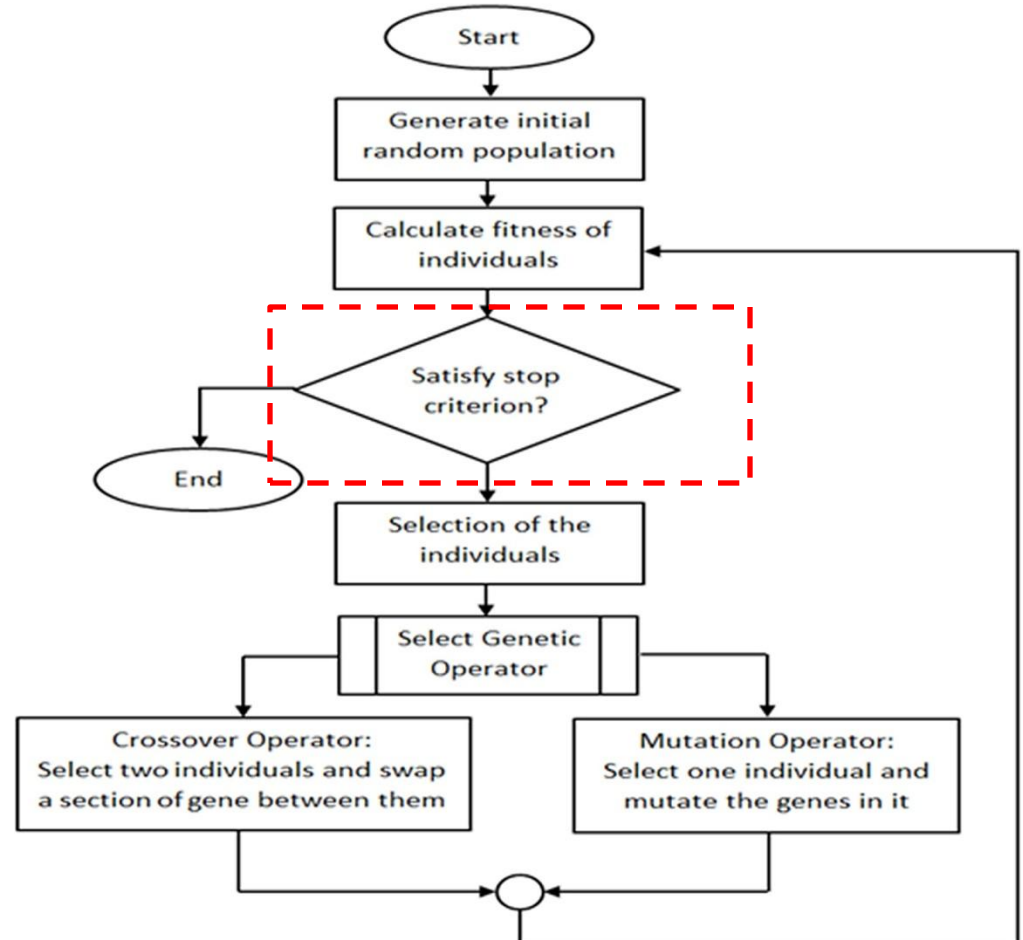 Start
Generate initial
random population
Calculate fitness of
individuals
Satisfy stop
criterion?
End
Selection of the
individuals
Select Genetic
Operator
Crossover Operator:
Select two individuals and swap
a section of gene between them
Mutation Operator:
Select one individual and
mutate the genes in it